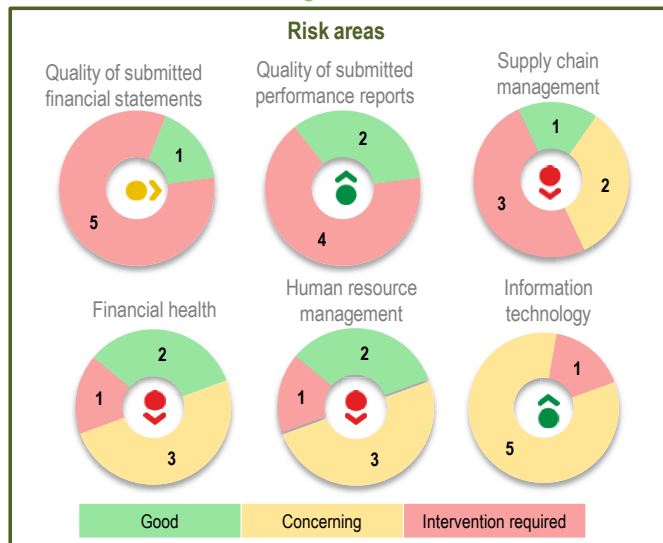 Risk areas
Quality of submitted
financial statements
Quality of submitted
performance reports
Supply chain
management
1
5
2
4
1
2
3
Financial health
Human resource
management
Information
technology
2
1
3
2
1
3
1
5
Good
Concerning
Intervention required